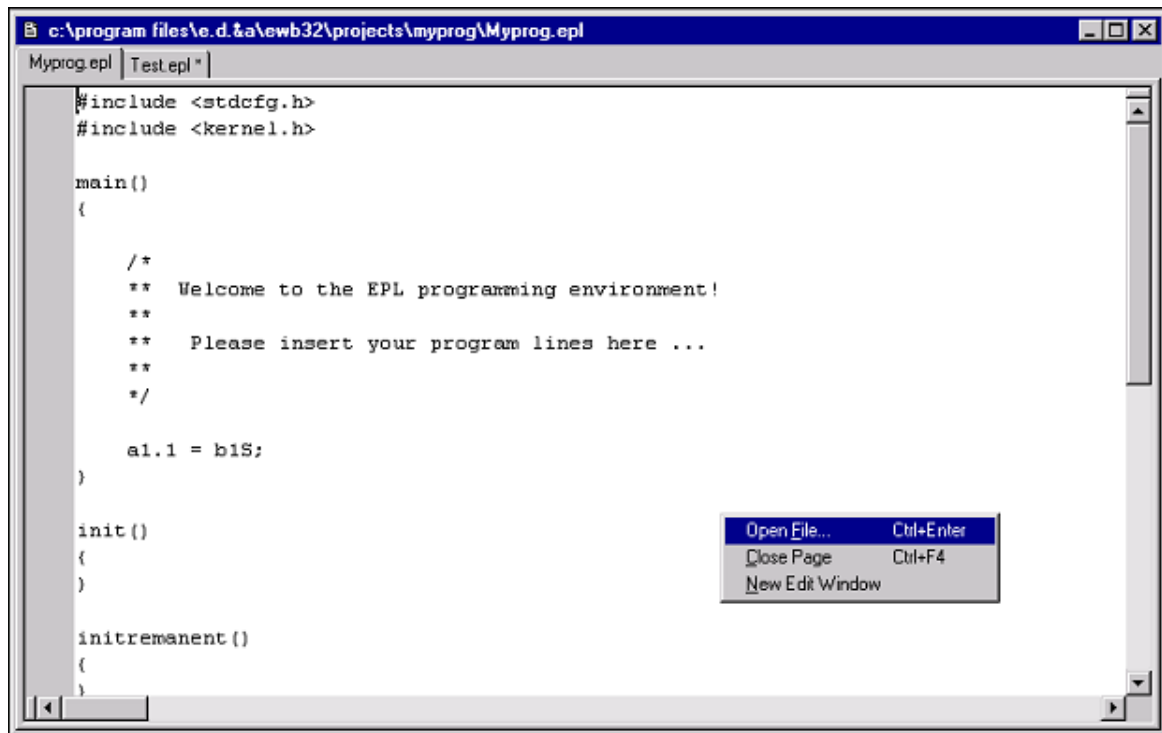 c:\program files\e.d.&a\ewb32\projects\myprog\Myprog.epl
Myprog.epl Test.epl *
#include <stdcfg.h>
#include <kernel.h>
main()
{
/*
** Welcome to the EPL programming environment!
**
** Please insert your program lines here ...
**
*/
a1.1 = b1S;
}
init()
{
}
initremanent()
{
}
Open File... Ctrl+Enter
Close Page Ctrl+F4
New Edit Window